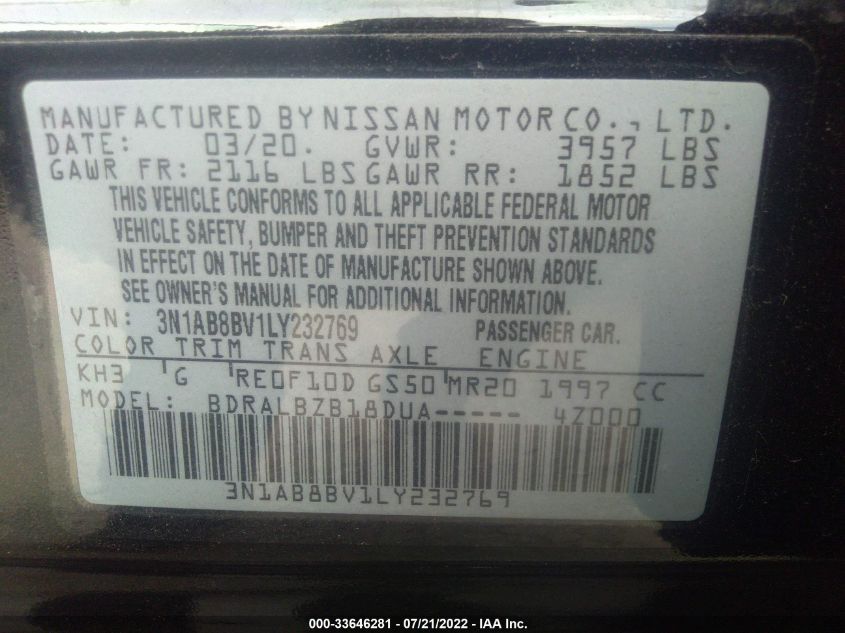 MANUFACTURED BY NISSAN MOTOR CO., LTD.
DATE: 03/20. GVWR: 3957 LBS
GAWR FR: 2116 LBS GAWR RR: 1852 LBS
THIS VEHICLE CONFORMS TO ALL APPLICABLE FEDERAL MOTOR
VEHICLE SAFETY, BUMPER AND THEFT PREVENTION STANDARDS
IN EFFECT ON THE DATE OF MANUFACTURE SHOWN ABOVE.
SEE OWNER'S MANUAL FOR ADDITIONAL INFORMATION.
VIN: 3N1AB8BV1LY232769 PASSENGER CAR.
COLOR TRIM TRANS AXLE ENGINE
KH3 G RE0F10D GS50 MR20 1997 CC
MODEL: BDRALBZB18DUA----- 4Z000
3N1AB8BV1LY232769
000-33646281 - 07/21/2022 - IAA Inc.